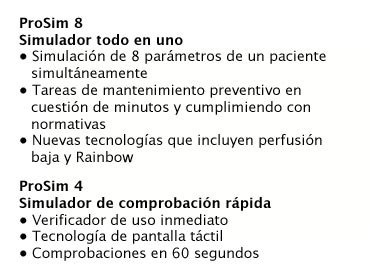 ProSim 8
Simulador todo en uno
● Simulación de 8 parámetros de un paciente
simultáneamente
● Tareas de mantenimiento preventivo en
cuestión de minutos y cumplimiendo con
normativas
● Nuevas tecnologías que incluyen perfusión
baja y Rainbow
ProSim 4
Simulador de comprobación rápida
● Verificador de uso inmediato
● Tecnología de pantalla táctil
● Comprobaciones en 60 segundos